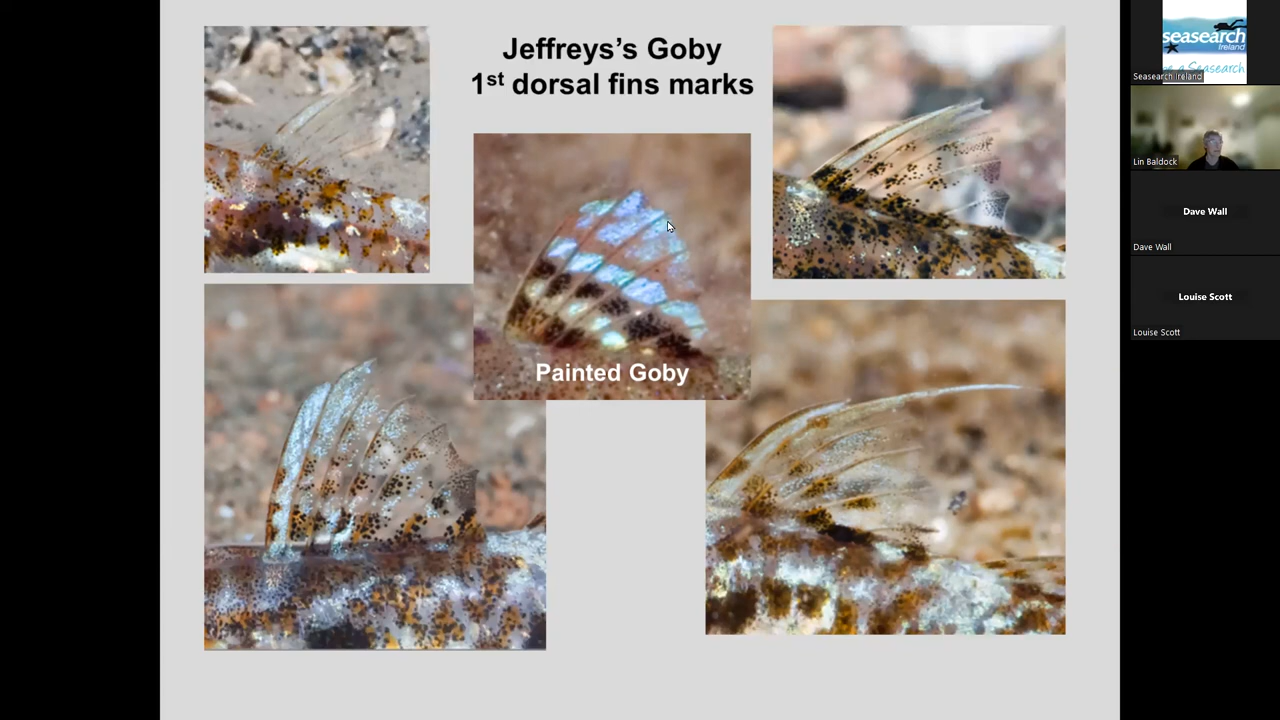 Jeffreys's Goby
1st dorsal fins marks
Painted Goby
seasearch
Ireland
Seasearch
Seasearch Ireland
Lin Baldock
Dave Wall
Dave Wall
Louise Scott
Louise Scott